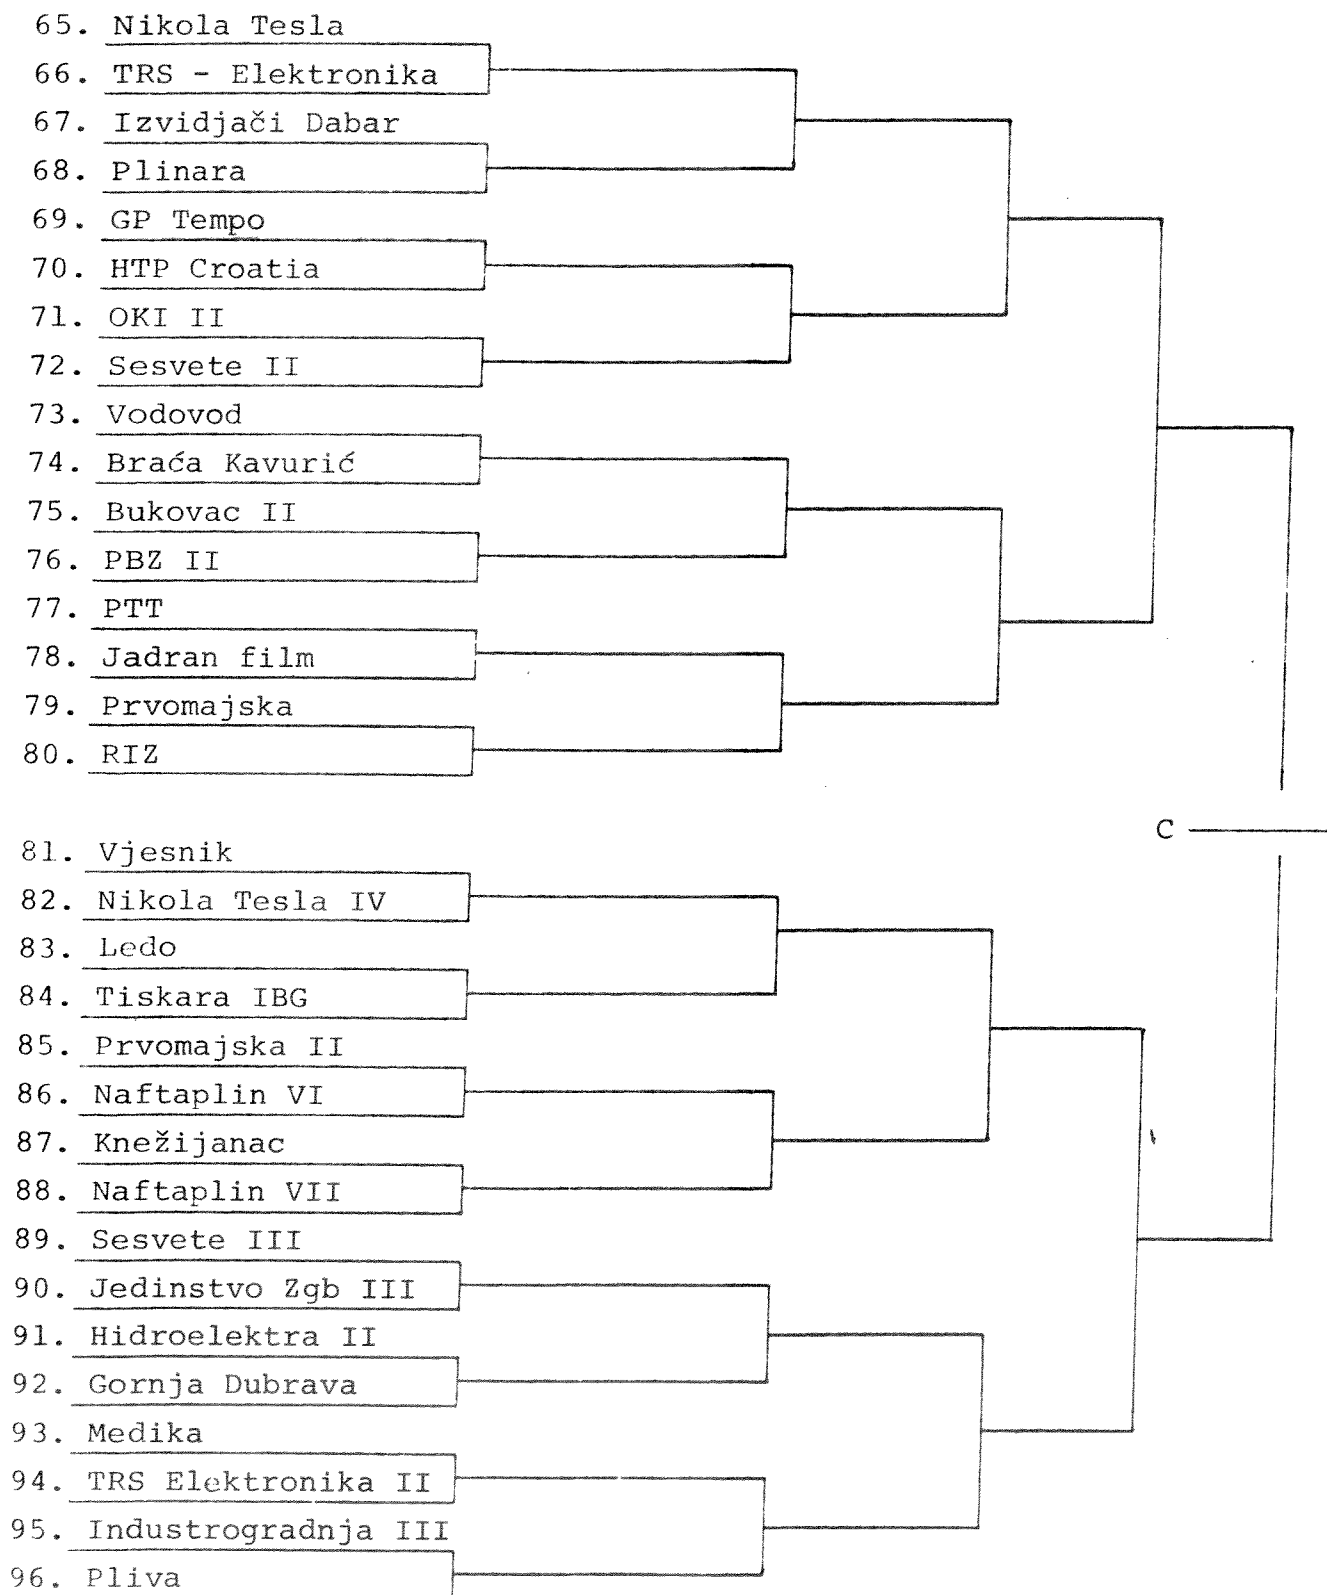 65. Nikola Tesla
66. TRS - Elektronika
67. Izvidjači Dabar
68. Plinara
69. GP Tempo
70. HTP Croatia
71. OKI II
72. Sesvete II
73. Vodovod
74. Braća Kavurić
75. Bukovac II
76. PBZ II
77. PTT
78. Jadran film
79. Prvomajska
80. RIZ
C
81. Vjesnik
82. Nikola Tesla IV
83. Ledo
84. Tiskara IBG
85. Prvomajska II
86. Naftaplin VI
87. Knežijanac
88. Naftaplin VII
89. Sesvete III
90. Jedinstvo Zgb III
91. Hidroelektra II
92. Gornja Dubrava
93. Medika
94. TRS Elektronika II
95. Industrogradnja III
96. Pliva